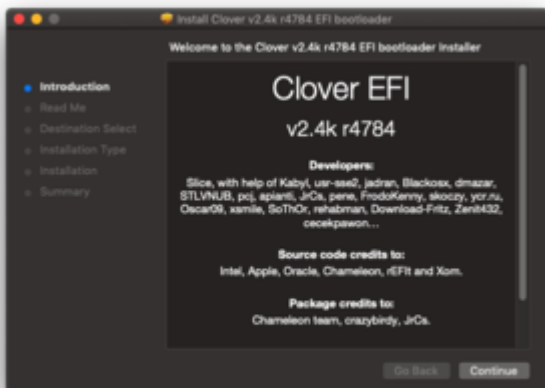 Install Clover v2.4k r4784 EFI bootloader
Welcome to the Clover v2.4k r4784 EFI bootloader Installer
Introduction
Read Me
Destination Select
Installation Type
Installation
Summary
Clover EFI
v2.4k r4784
Developers:
Slice, with help of Kabyl, usr-sse2, jadran, Blackosx, dmazar,
STLVNUB, pcj, apianti, JrCs, pene, FrodoKenny, skoczy, ycr.ru,
Oscar09, xsmile, SoThOr, rehabman, Download-Fritz, Zenit432,
cecekpawon...
Source code credits to:
Intel, Apple, Oracle, Chameleon, rEFIt and Xom.
Package credits to:
Chameleon team, crazybirdy, JrCs.
Go Back
Continue